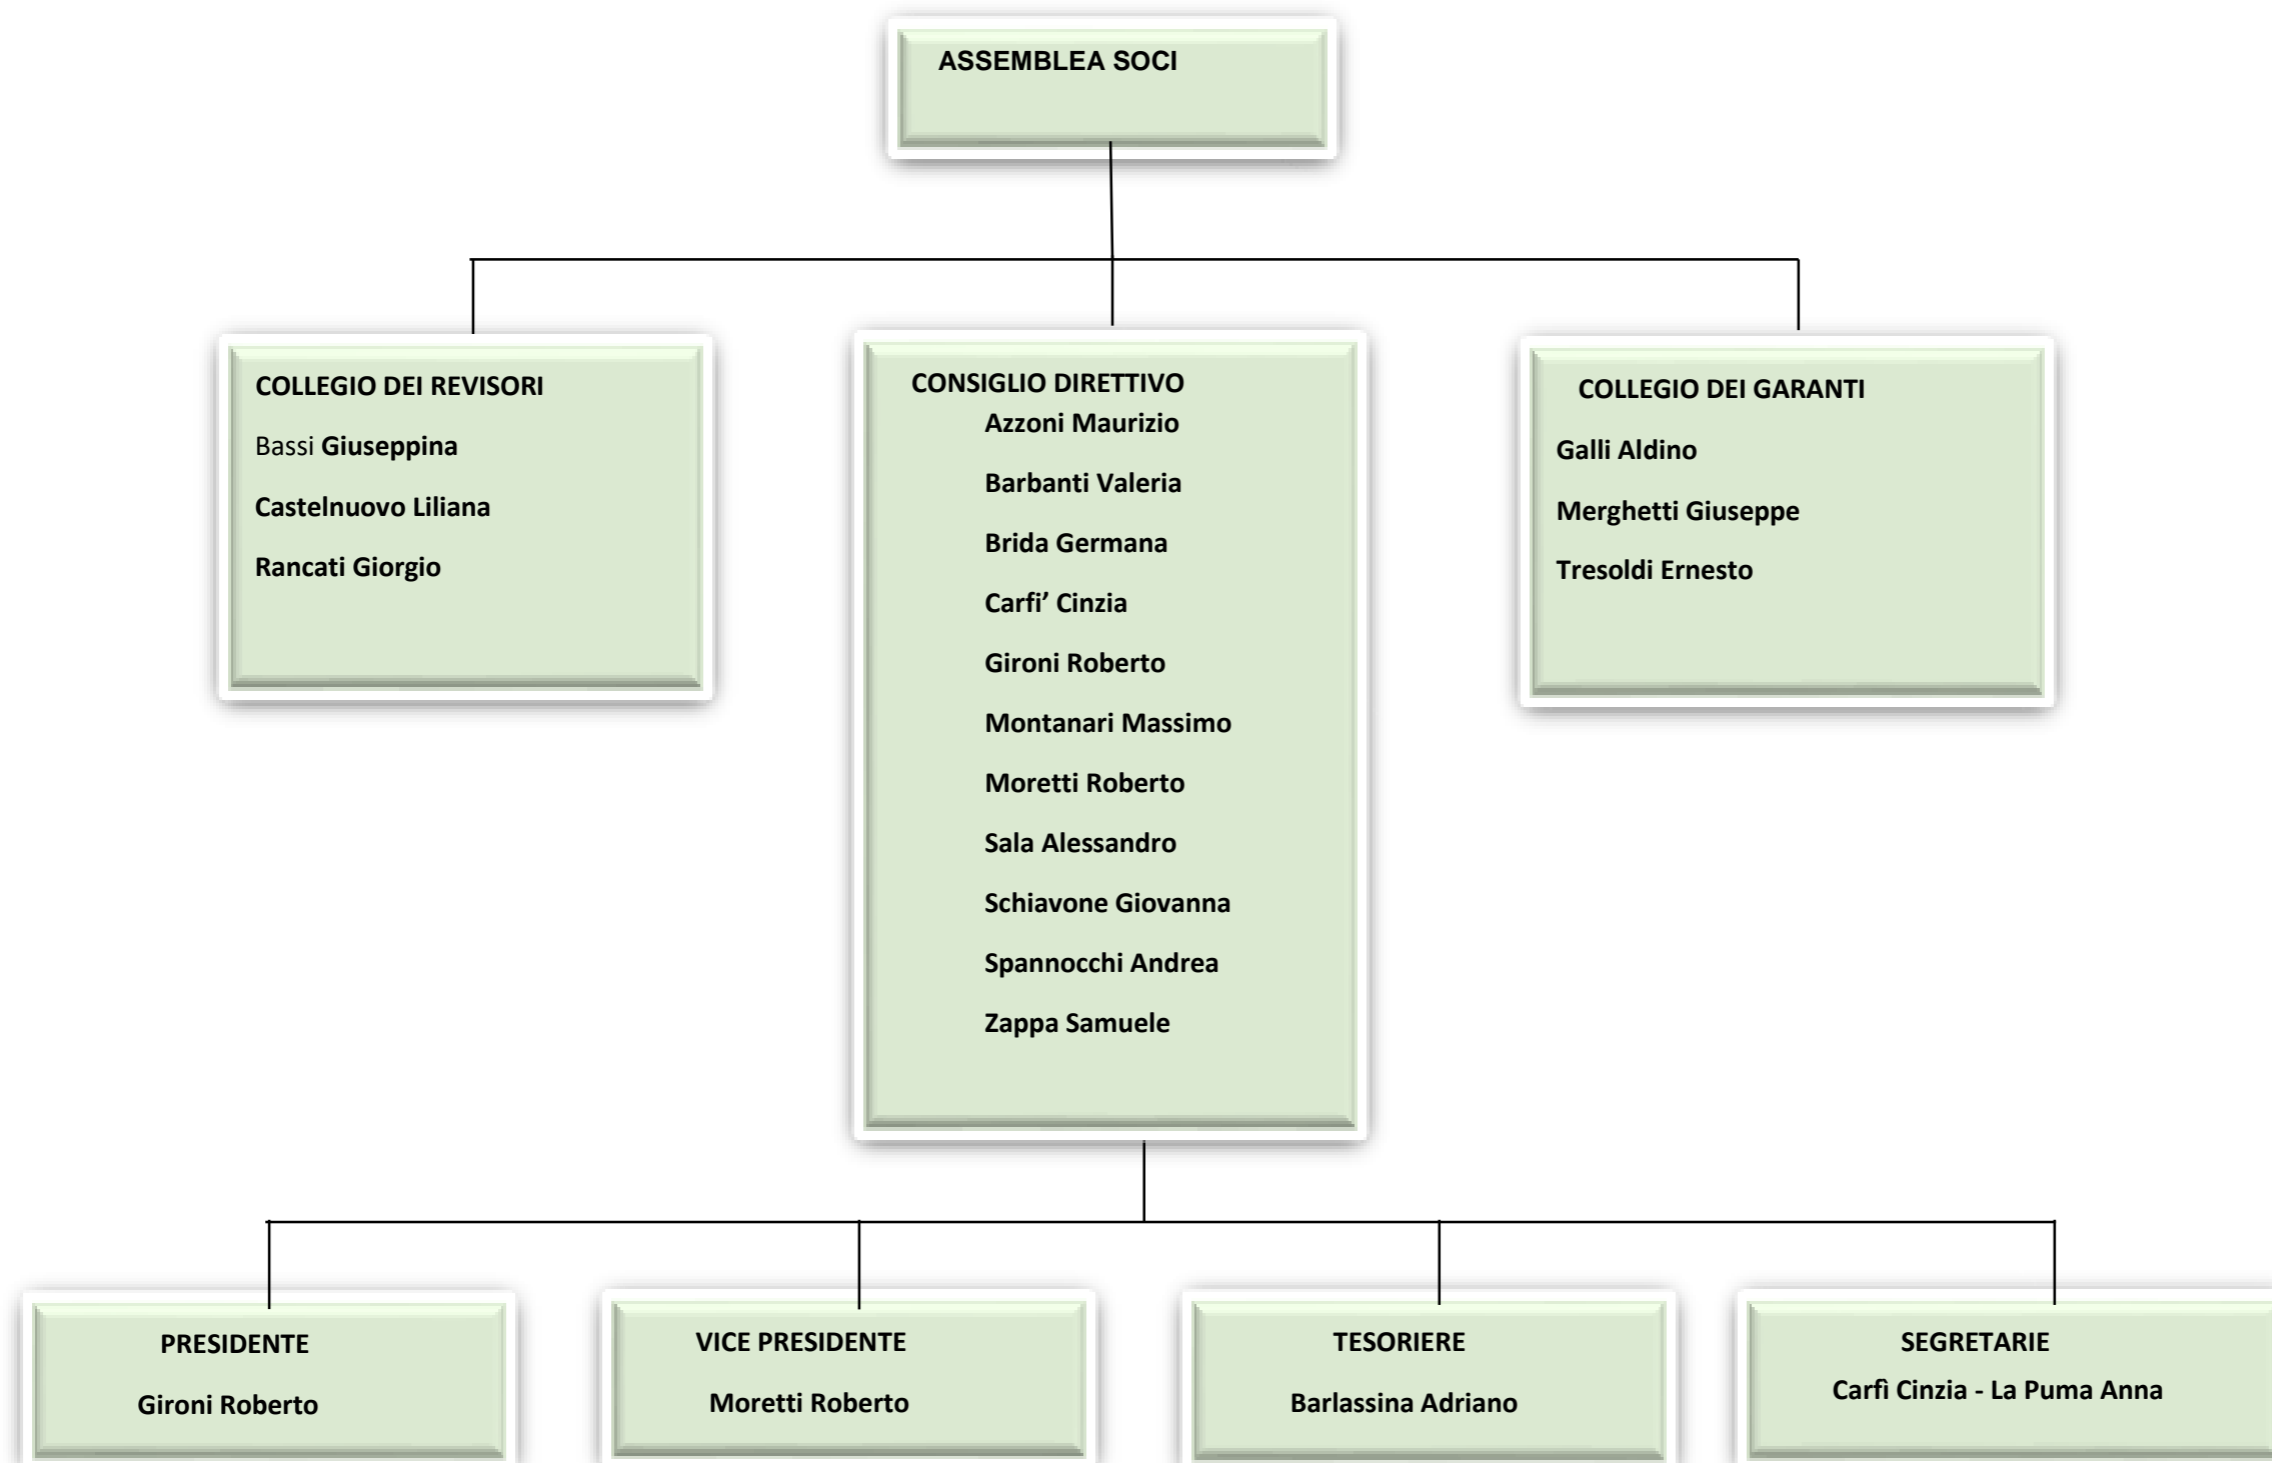 ASSEMBLEA SOCI
COLLEGIO DEI REVISORI
Bassi Giuseppina
Castelnuovo Liliana
Rancati Giorgio
CONSIGLIO DIRETTIVO
Azzoni Maurizio
Barbanti Valeria
Brida Germana
Carfi’ Cinzia
Gironi Roberto
Montanari Massimo
Moretti Roberto
Sala Alessandro
Schiavone Giovanna
Spannocchi Andrea
Zappa Samuele
COLLEGIO DEI GARANTI
Galli Aldino
Merghetti Giuseppe
Tresoldi Ernesto
PRESIDENTE
Gironi Roberto
VICE PRESIDENTE
Moretti Roberto
TESORIERE
Barlassina Adriano
SEGRETARIE
Carfì Cinzia - La Puma Anna